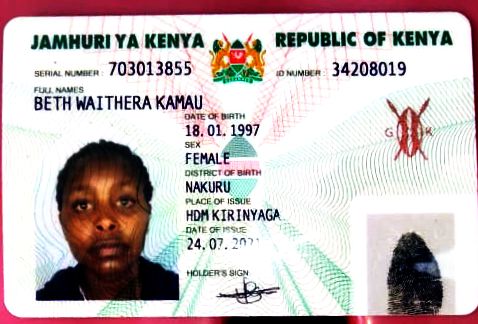 JAMHURI YA KENYA REPUBLIC OF KENYA
SERIAL NUMBER: 703013855 ID NUMBER: 34208019
FULL NAMES
BETH WAITHERA KAMAU
DATE OF BIRTH
18.01.1997
SEX
FEMALE
DISTRICT OF BIRTH
NAKURU
PLACE OF ISSUE
HDM KIRINYAGA
DATE OF ISSUE
24.07.2021
HOLDER'S SIGN
G K